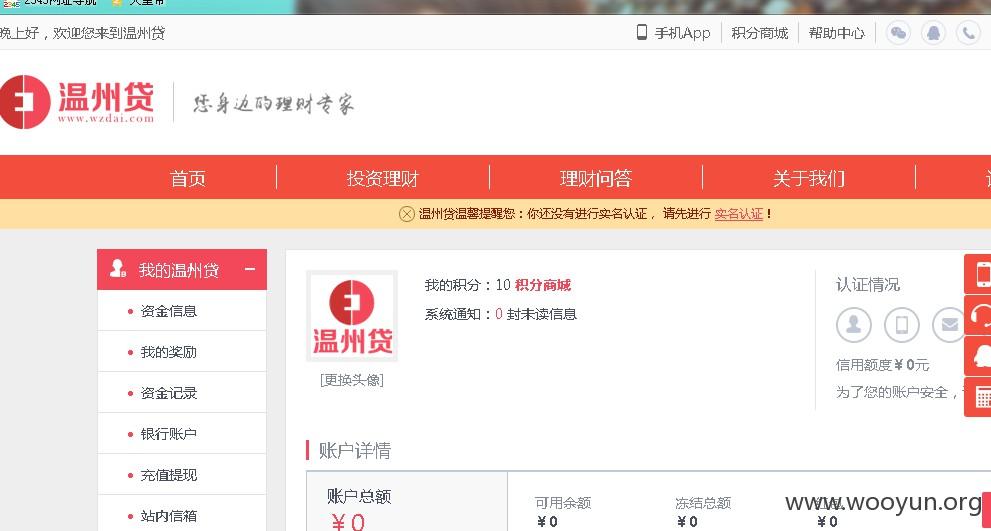 2345网址导航
晚上好，欢迎您来到温州贷
手机App 积分商城 帮助中心
温州贷
www.wzdai.com
您身边的理财专家
首页 投资理财 理财问答 关于我们
温州贷温馨提醒您：你还没有进行实名认证， 请先进行 实名认证！
我的温州贷
资金信息
我的奖励
资金记录
银行账户
充值提现
站内信箱
温州贷
[更换头像]
我的积分：10 积分商城
系统通知：0 封未读信息
认证情况
信用额度¥0元
为了您的账户安全，
账户详情
账户总额
¥0
可用余额
¥0
冻结总额
¥0
¥0
www.wooyun.org